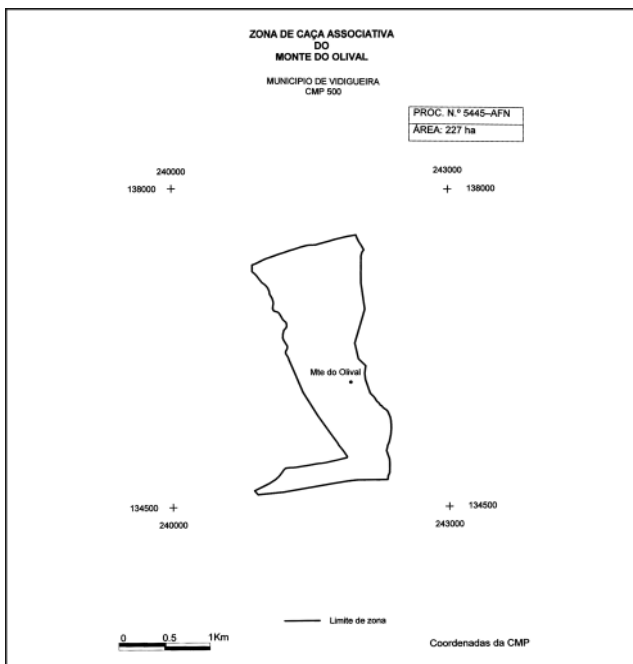 ZONA DE CAÇA ASSOCIATIVA
DO
MONTE DO OLIVAL
MUNICIPIO DE VIDIGUEIRA
CMP 500
PROC. N.º 5445–AFN
ÁREA: 227 ha
240000
243000
138000
138000
Mte do Olival
134500
134500
240000
243000
Limite de zona
0 0.5 1Km
Coordenadas da CMP